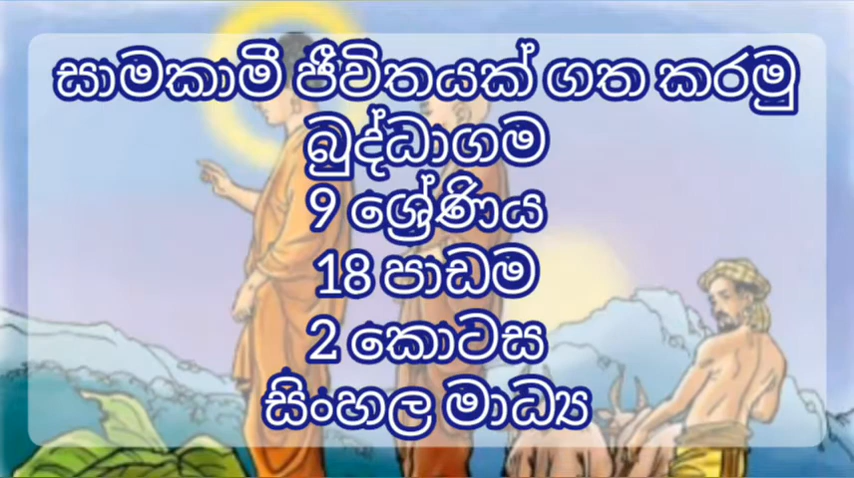 සාමකාමී ජීවිතයක් ගත කරමු
බුද්ධාගම
9 ශ්‍රේණිය
18 පාඩම
2 කොටස
සිංහල මාධ්‍ය